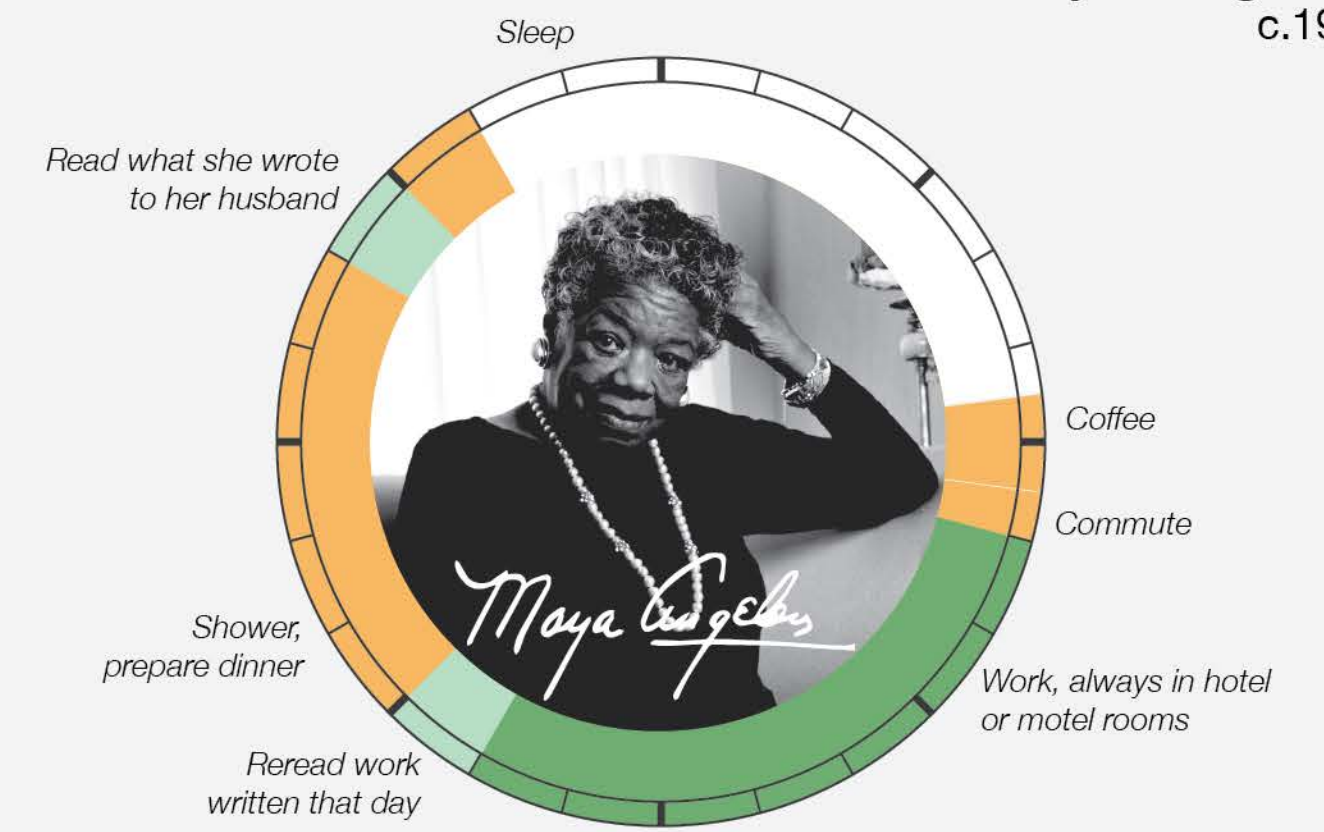 c.19
Sleep
Read what she wrote
to her husband
Coffee
Commute
Maya Angelou
Shower,
prepare dinner
Work, always in hotel
or motel rooms
Reread work
written that day